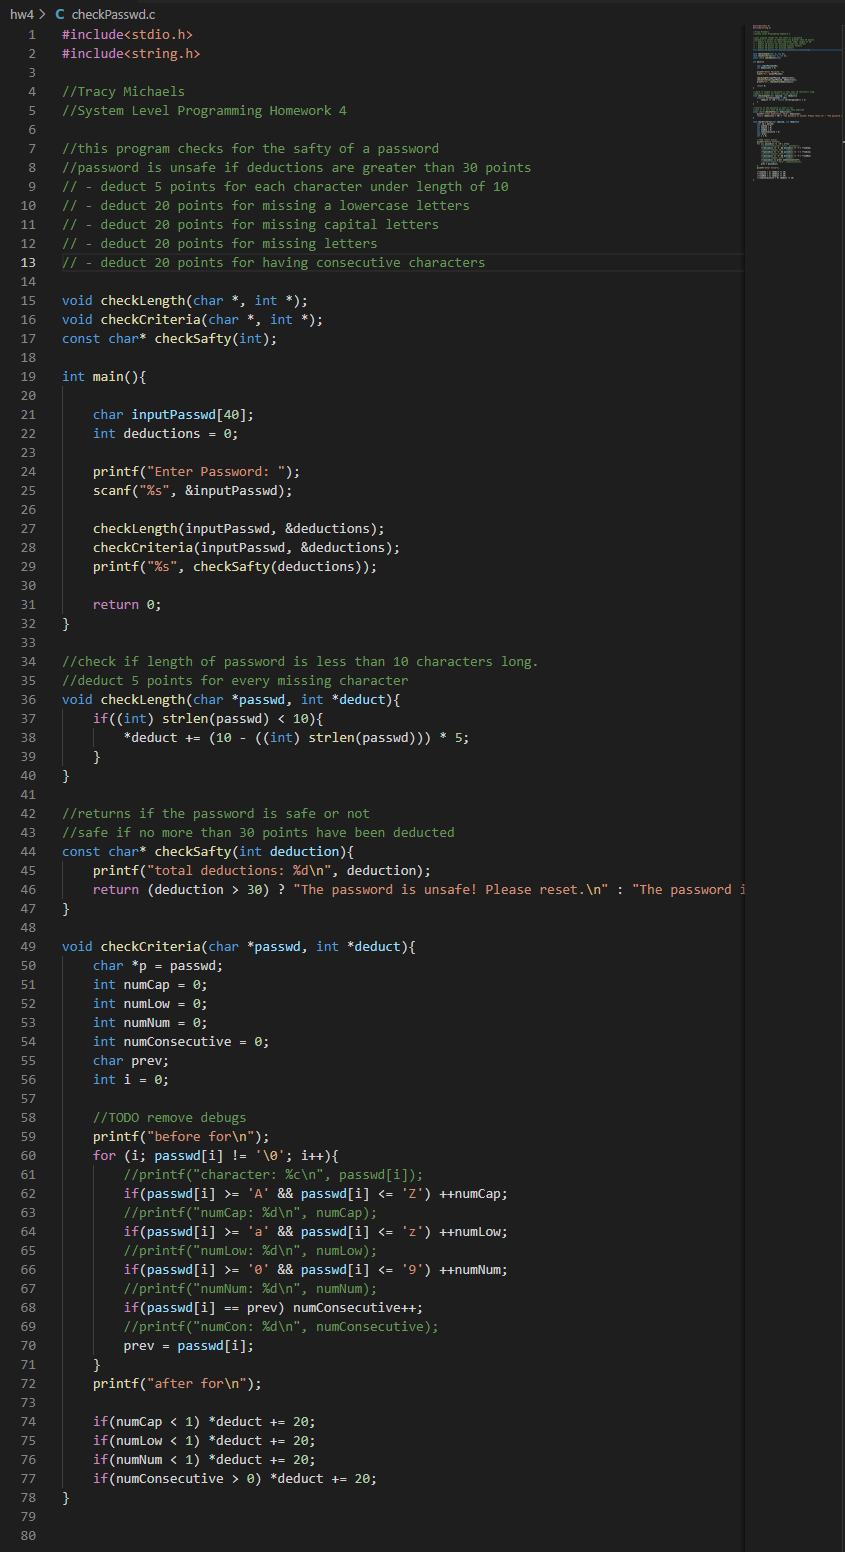 hw4 > C checkPasswd.c
1 #include<stdio.h>
2 #include<string.h>
3
4 //Tracy Michaels
5 //System Level Programming Homework 4
6
7 //this program checks for the safty of a password
8 //password is unsafe if deductions are greater than 30 points
9 // - deduct 5 points for each character under length of 10
10 // - deduct 20 points for missing a lowercase letters
11 // - deduct 20 points for missing capital letters
12 // - deduct 20 points for missing letters
13 // - deduct 20 points for having consecutive characters
14
15 void checkLength(char *, int *);
16 void checkCriteria(char *, int *);
17 const char* checkSafty(int);
18
19 int main(){
20
21     char inputPasswd[40];
22     int deductions = 0;
23
24     printf("Enter Password: ");
25     scanf("%s", &inputPasswd);
26
27     checkLength(inputPasswd, &deductions);
28     checkCriteria(inputPasswd, &deductions);
29     printf("%s", checkSafty(deductions));
30
31     return 0;
32 }
33
34 //check if length of password is less than 10 characters long.
35 //deduct 5 points for every missing character
36 void checkLength(char *passwd, int *deduct){
37     if((int) strlen(passwd) < 10){
38         *deduct += (10 - ((int) strlen(passwd))) * 5;
39     }
40 }
41
42 //returns if the password is safe or not
43 //safe if no more than 30 points have been deducted
44 const char* checkSafty(int deduction){
45     printf("total deductions: %d\n", deduction);
46     return (deduction > 30) ? "The password is unsafe! Please reset.\n" : "The password i
47 }
48
49 void checkCriteria(char *passwd, int *deduct){
50     char *p = passwd;
51     int numCap = 0;
52     int numLow = 0;
53     int numNum = 0;
54     int numConsecutive = 0;
55     char prev;
56     int i = 0;
57
58     //TODO remove debugs
59     printf("before for\n");
60     for (i; passwd[i] != '\0'; i++){
61         //printf("character: %c\n", passwd[i]);
62         if(passwd[i] >= 'A' && passwd[i] <= 'Z') ++numCap;
63         //printf("numCap: %d\n", numCap);
64         if(passwd[i] >= 'a' && passwd[i] <= 'z') ++numLow;
65         //printf("numLow: %d\n", numLow);
66         if(passwd[i] >= '0' && passwd[i] <= '9') ++numNum;
67         //printf("numNum: %d\n", numNum);
68         if(passwd[i] == prev) numConsecutive++;
69         //printf("numCon: %d\n", numConsecutive);
70         prev = passwd[i];
71     }
72     printf("after for\n");
73
74     if(numCap < 1) *deduct += 20;
75     if(numLow < 1) *deduct += 20;
76     if(numNum < 1) *deduct += 20;
77     if(numConsecutive > 0) *deduct += 20;
78 }
79
80